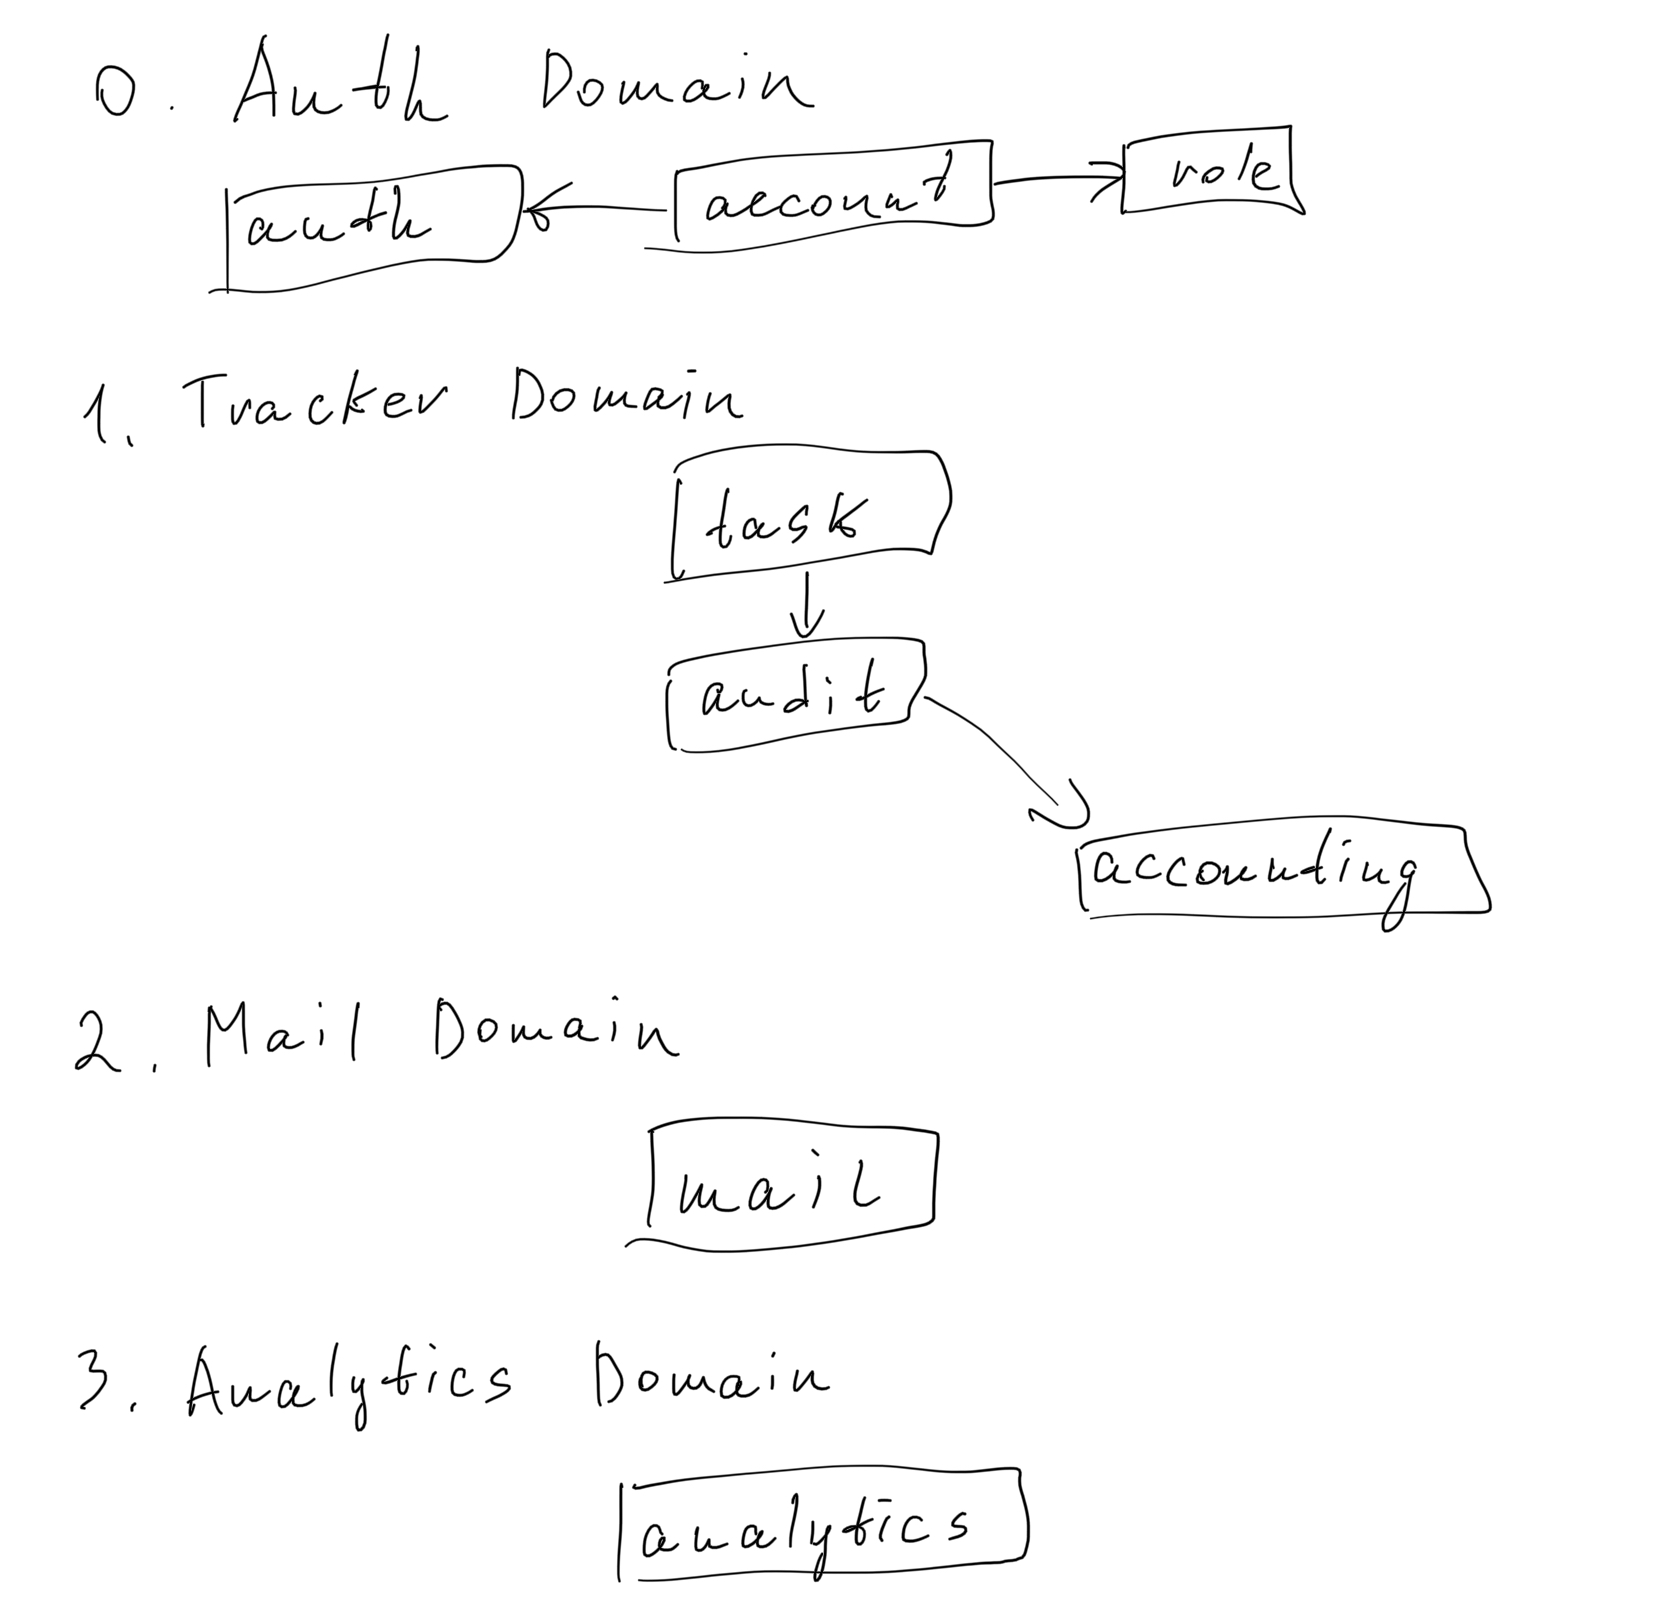 0. Auth Domain
auth account role
1. Tracker Domain
task
audit
accounting
2. Mail Domain
mail
3. Analytics Domain
analytics